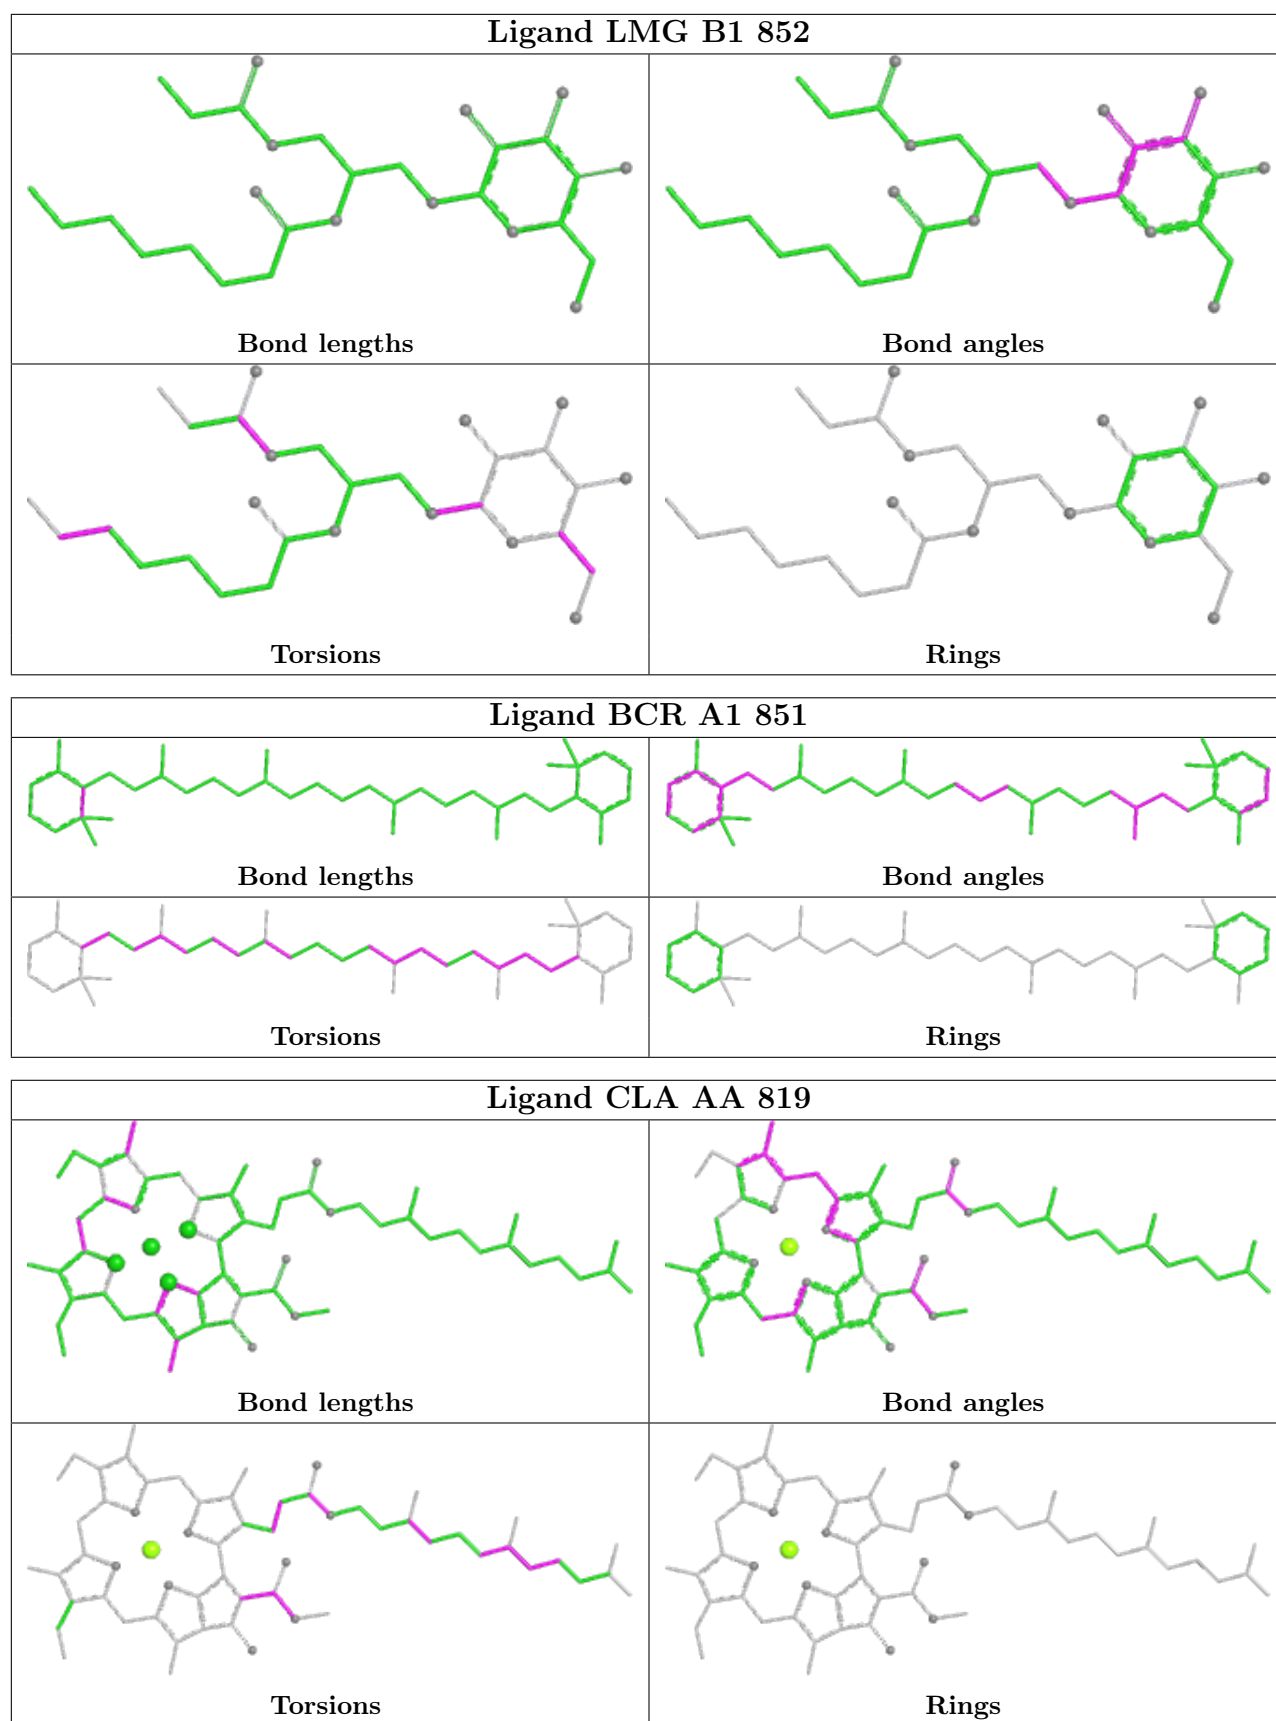 Ligand LMG B1 852
Bond lengths
Bond angles
Torsions
Rings
Ligand BCR A1 851
Bond lengths
Bond angles
Torsions
Rings
Ligand CLA AA 819
Bond lengths
Bond angles
Torsions
Rings